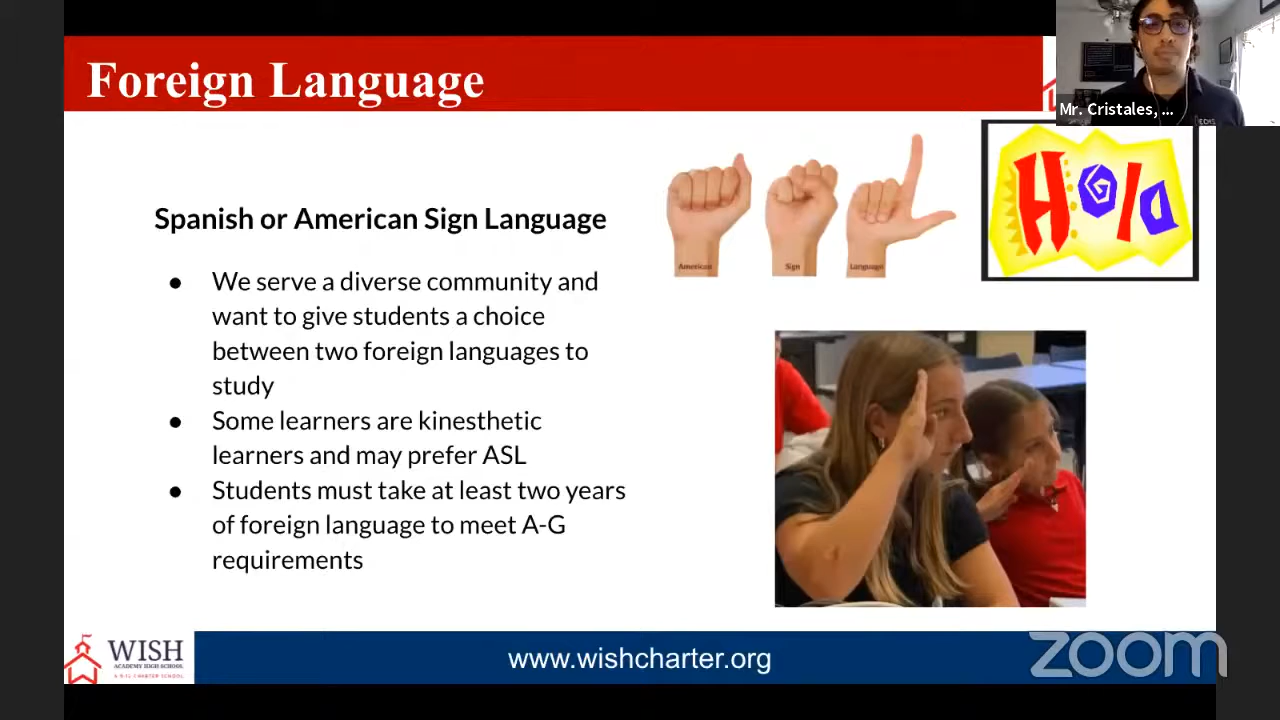 Foreign Language
Mr. Cristales, ...
American
Sign
Language
Hola
Spanish or American Sign Language
● We serve a diverse community and
want to give students a choice
between two foreign languages to
study
● Some learners are kinesthetic
learners and may prefer ASL
● Students must take at least two years
of foreign language to meet A-G
requirements
WISH
ACADEMY HIGH SCHOOL
A K-12 CHARTER SCHOOL
www.wishcharter.org
zoom